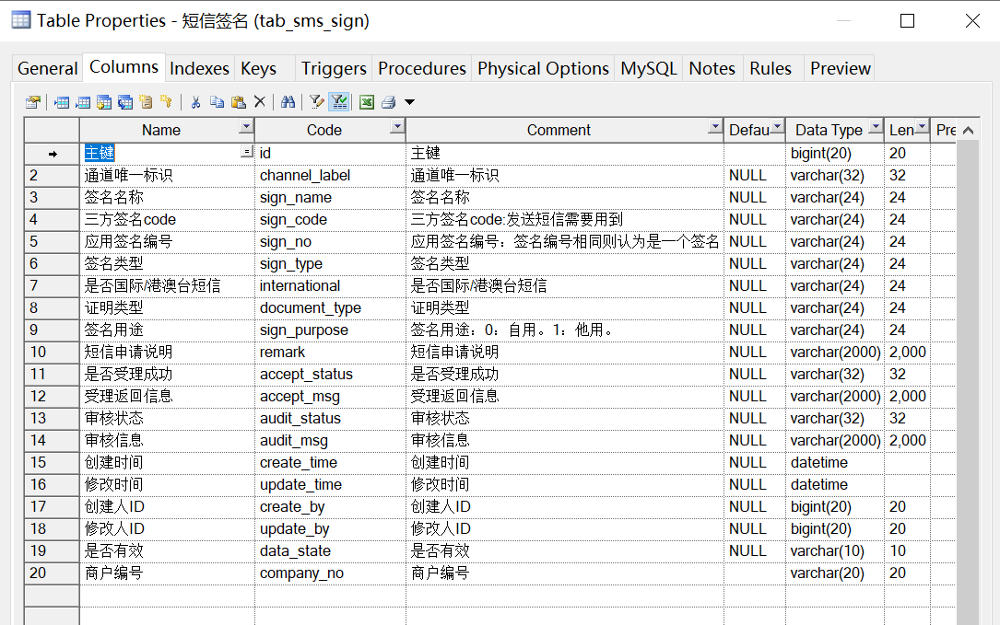 Table Properties - 短信签名 (tab_sms_sign)
General Columns Indexes Keys Triggers Procedures Physical Options MySQL Notes Rules Preview
Name Code Comment Defau Data Type Len Pre
主键 id 主键 bigint(20) 20
2 通道唯一标识 channel_label 通道唯一标识 NULL varchar(32) 32
3 签名名称 sign_name 签名名称 NULL varchar(24) 24
4 三方签名code sign_code 三方签名code:发送短信需要用到 NULL varchar(24) 24
5 应用签名编号 sign_no 应用签名编号：签名编号相同则认为是一个签名 NULL varchar(24) 24
6 签名类型 sign_type 签名类型 NULL varchar(24) 24
7 是否国际/港澳台短信 international 是否国际/港澳台短信 NULL varchar(24) 24
8 证明类型 document_type 证明类型 NULL varchar(24) 24
9 签名用途 sign_purpose 签名用途：0：自用。1：他用。 NULL varchar(24) 24
10 短信申请说明 remark 短信申请说明 NULL varchar(2000) 2,000
11 是否受理成功 accept_status 是否受理成功 NULL varchar(32) 32
12 受理返回信息 accept_msg 受理返回信息 NULL varchar(2000) 2,000
13 审核状态 audit_status 审核状态 NULL varchar(32) 32
14 审核信息 audit_msg 审核信息 NULL varchar(2000) 2,000
15 创建时间 create_time 创建时间 NULL datetime
16 修改时间 update_time 修改时间 NULL datetime
17 创建人ID create_by 创建人ID NULL bigint(20) 20
18 修改人ID update_by 修改人ID NULL bigint(20) 20
19 是否有效 data_state 是否有效 NULL varchar(10) 10
20 商户编号 company_no 商户编号 varchar(20) 20